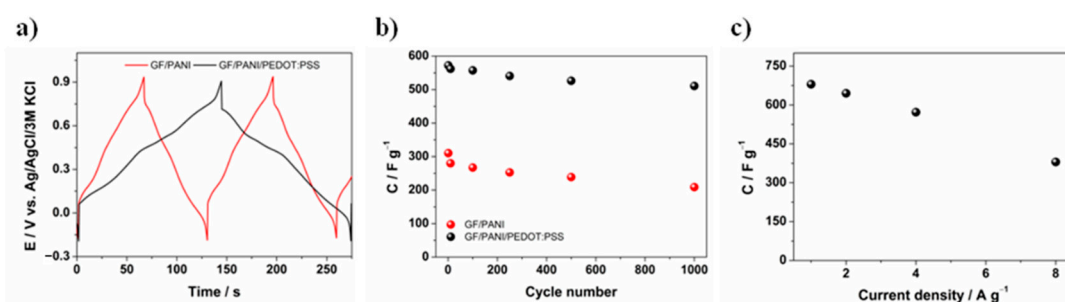 a)
GF/PANI
GF/PANI/PEDOT:PSS
E / V vs. Ag/AgCl/3M KCl
0.9
0.6
0.3
0.0
−0.3
0
50
100
150
200
250
Time / s
b)
C / F g⁻¹
600
500
400
300
200
100
0
GF/PANI
GF/PANI/PEDOT:PSS
0
200
400
600
800
1000
Cycle number
c)
C / F g⁻¹
750
600
450
300
150
0
0
2
4
6
8
Current density / A g⁻¹